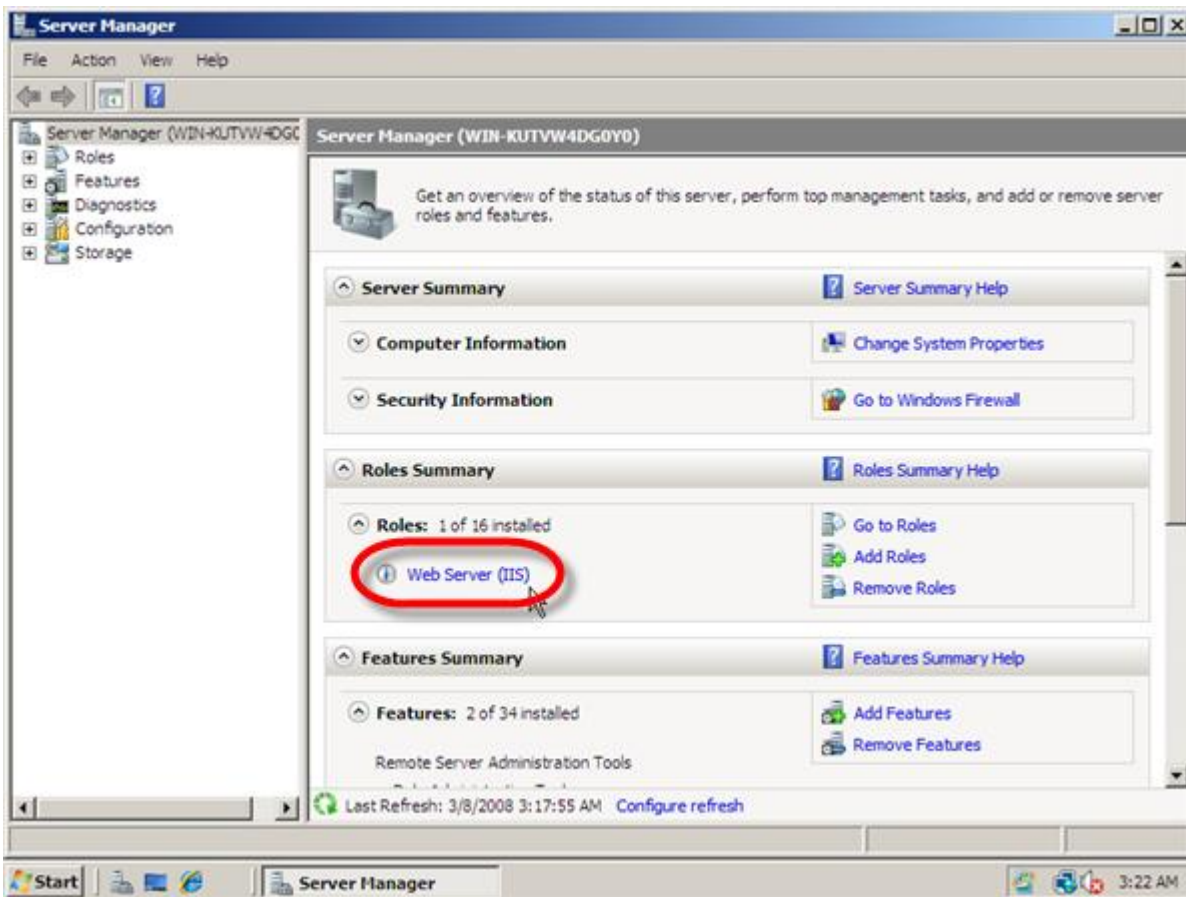 Server Manager
File Action View Help
Server Manager (WIN-KUTVW4DG0
Roles
Features
Diagnostics
Configuration
Storage
Server Manager (WIN-KUTVW4DG0Y0)
Get an overview of the status of this server, perform top management tasks, and add or remove server
roles and features.
Server Summary
Server Summary Help
Computer Information
Change System Properties
Security Information
Go to Windows Firewall
Roles Summary
Roles Summary Help
Roles: 1 of 16 installed
Go to Roles
Web Server (IIS)
Add Roles
Remove Roles
Features Summary
Features Summary Help
Features: 2 of 34 installed
Add Features
Remove Features
Remote Server Administration Tools
Last Refresh: 3/8/2008 3:17:55 AM Configure refresh
Start
Server Manager
3:22 AM